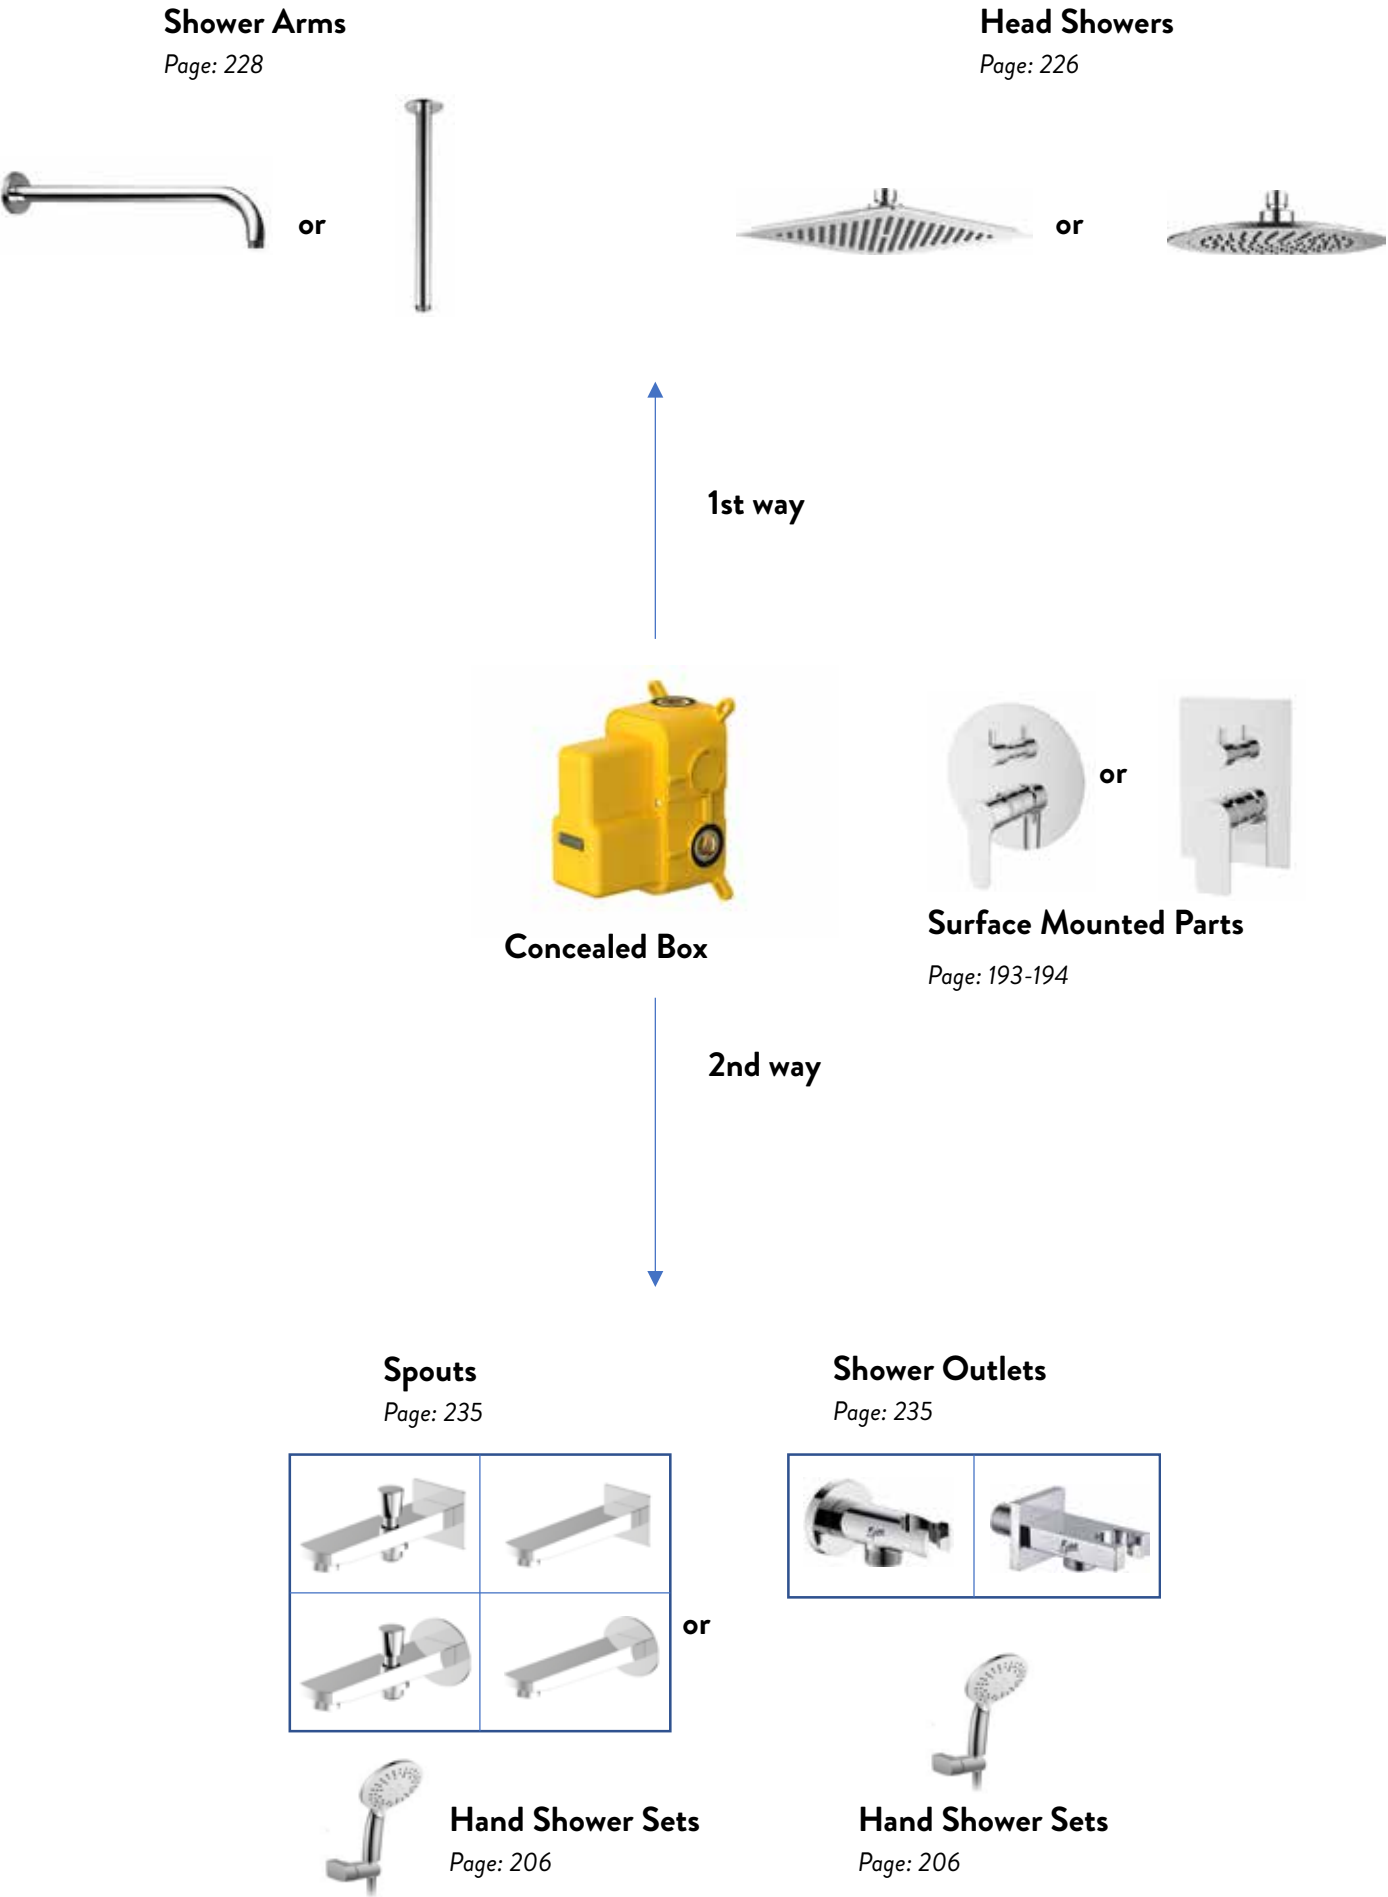 Shower Arms
Page: 228
Head Showers
Page: 226
or
or
1st way
or
Concealed Box
Surface Mounted Parts
Page: 193-194
2nd way
Spouts
Page: 235
Shower Outlets
Page: 235
or
Hand Shower Sets
Page: 206
Hand Shower Sets
Page: 206